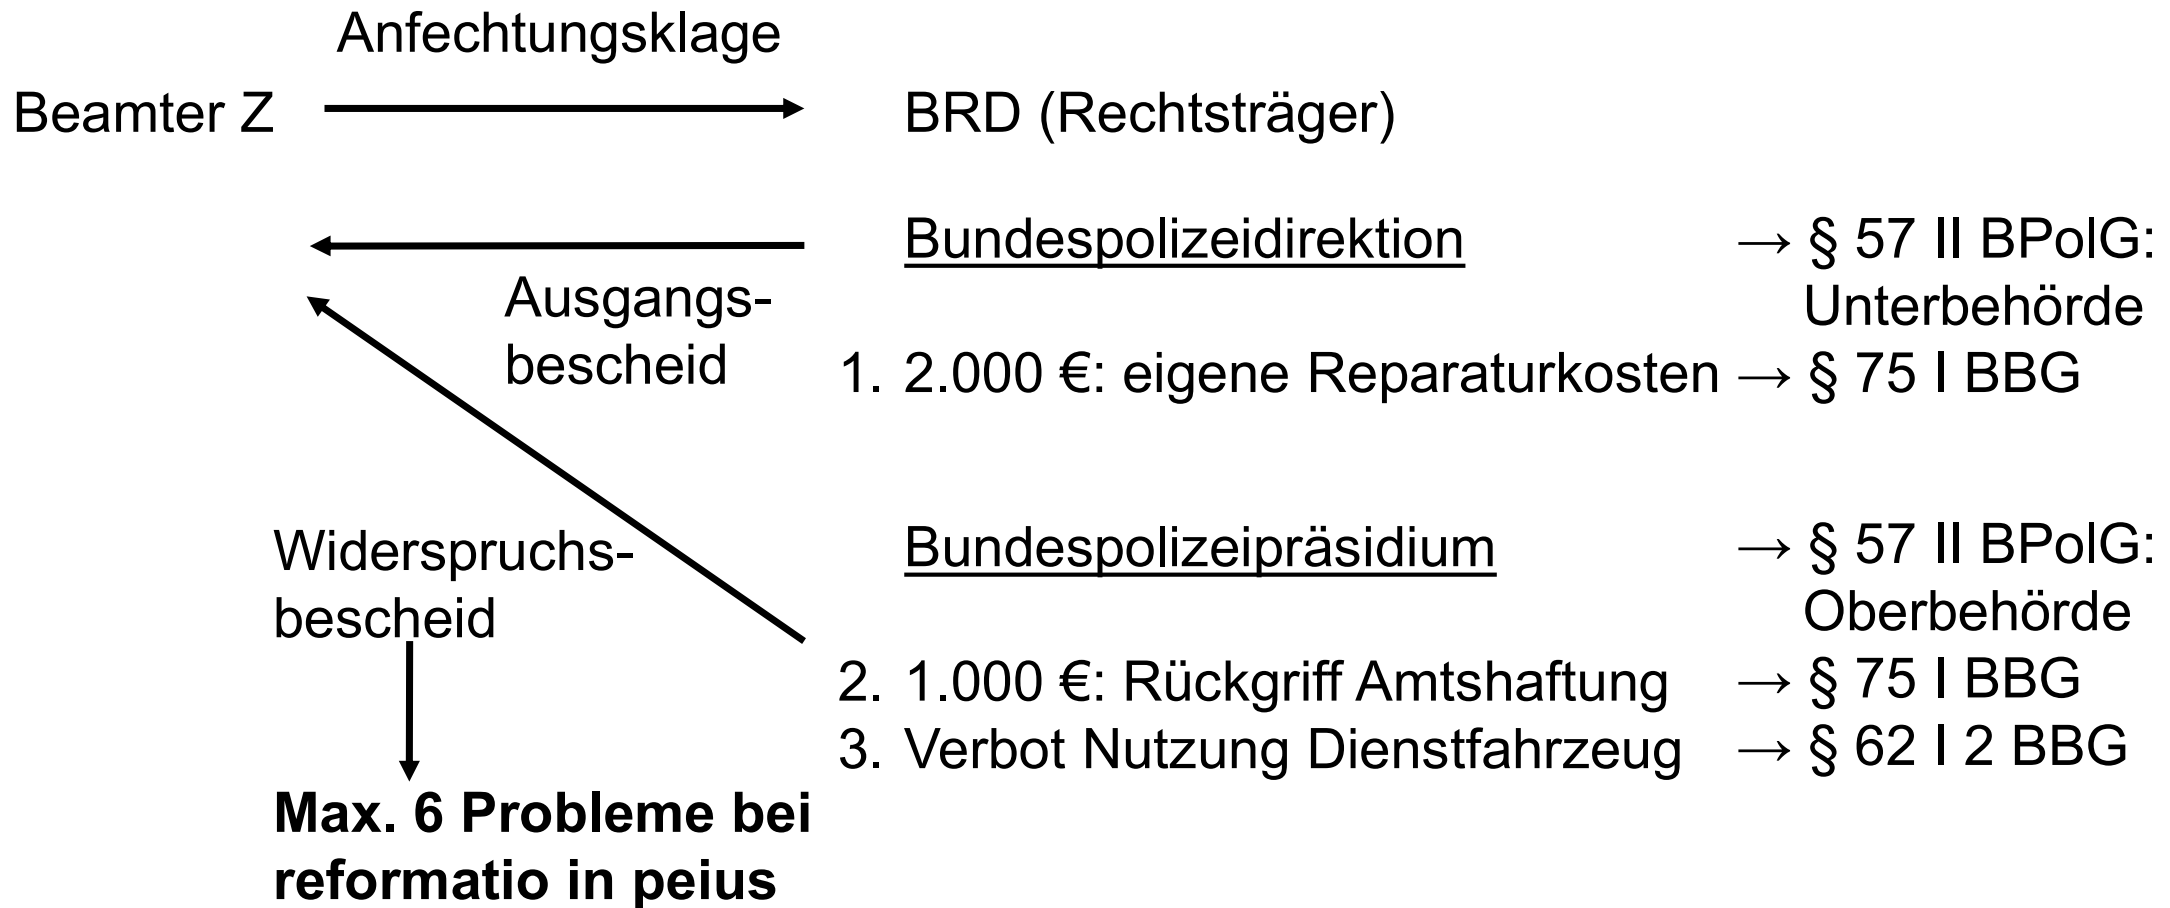 Anfechtungsklage
Beamter Z
BRD (Rechtsträger)
Bundespolizeidirektion → § 57 II BPolG:
Unterbehörde
Ausgangs-
bescheid
1. 2.000 €: eigene Reparaturkosten → § 75 I BBG
Widerspruchs-
bescheid
Bundespolizeipräsidium → § 57 II BPolG:
Oberbehörde
2. 1.000 €: Rückgriff Amtshaftung → § 75 I BBG
3. Verbot Nutzung Dienstfahrzeug → § 62 I 2 BBG
Max. 6 Probleme bei
reformatio in peius